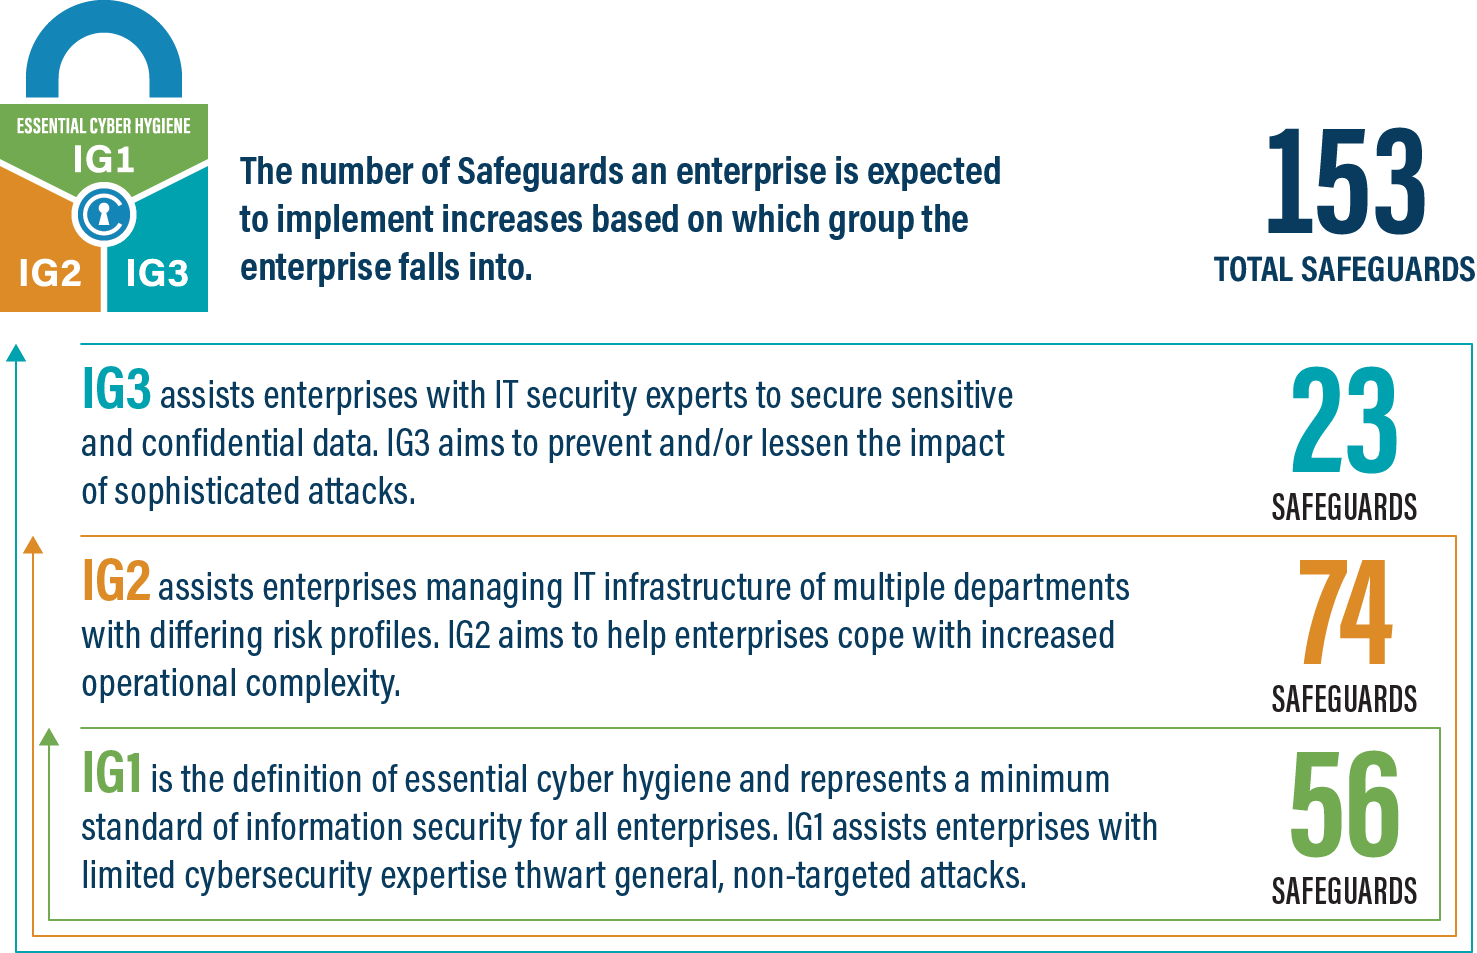 ESSENTIAL CYBER HYGIENE
IG1
IG2
IG3
The number of Safeguards an enterprise is expected
to implement increases based on which group the
enterprise falls into.
153
TOTAL SAFEGUARDS
IG3 assists enterprises with IT security experts to secure sensitive
and confidential data. IG3 aims to prevent and/or lessen the impact
of sophisticated attacks.
23
SAFEGUARDS
IG2 assists enterprises managing IT infrastructure of multiple departments
with differing risk profiles. IG2 aims to help enterprises cope with increased
operational complexity.
74
SAFEGUARDS
IG1 is the definition of essential cyber hygiene and represents a minimum
standard of information security for all enterprises. IG1 assists enterprises with
limited cybersecurity expertise thwart general, non-targeted attacks.
56
SAFEGUARDS